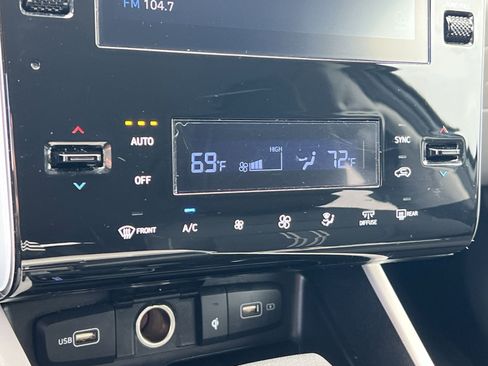 FM 104.7
AUTO
HIGH
SYNC
69°F
72°F
OFF
FRONT
A/C
DIFFUSE
REAR
USB